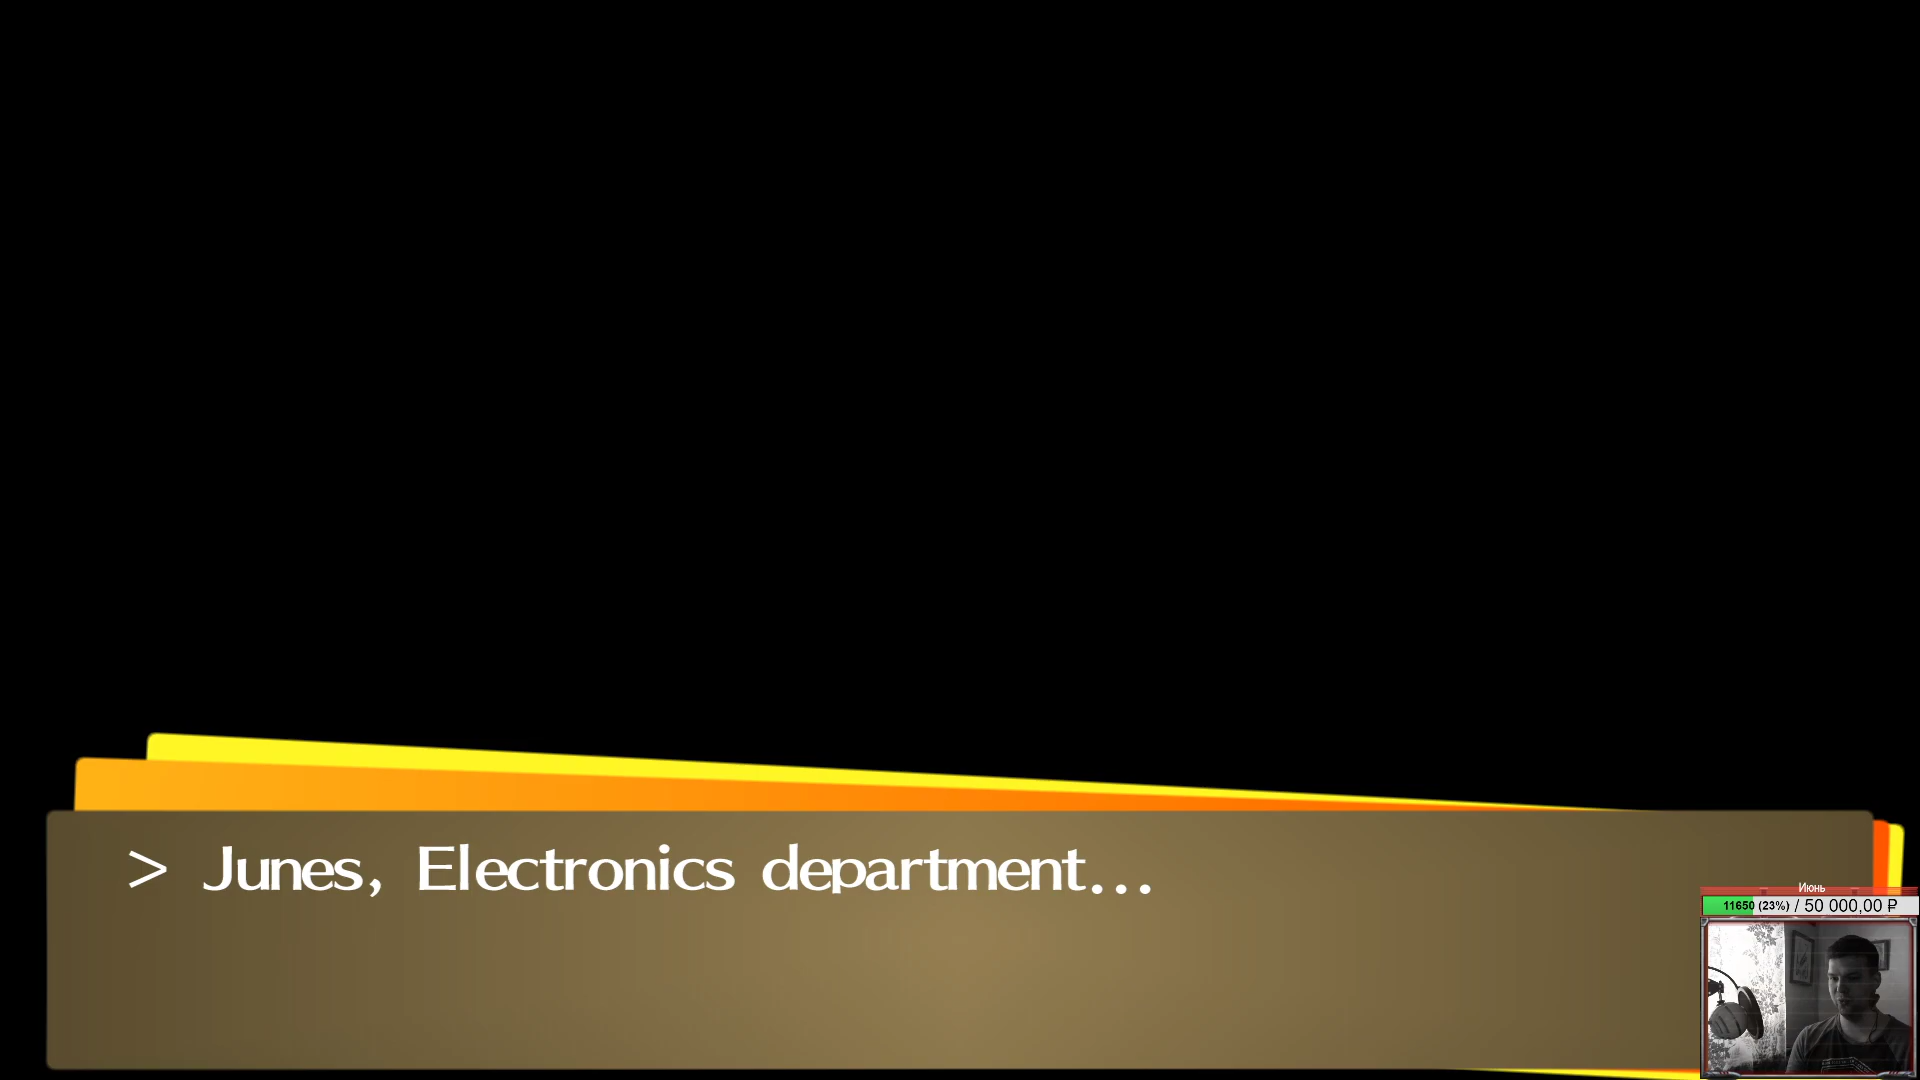 > Junes, Electronics department...
Июнь
11650 (23%) / 50 000,00 ₽